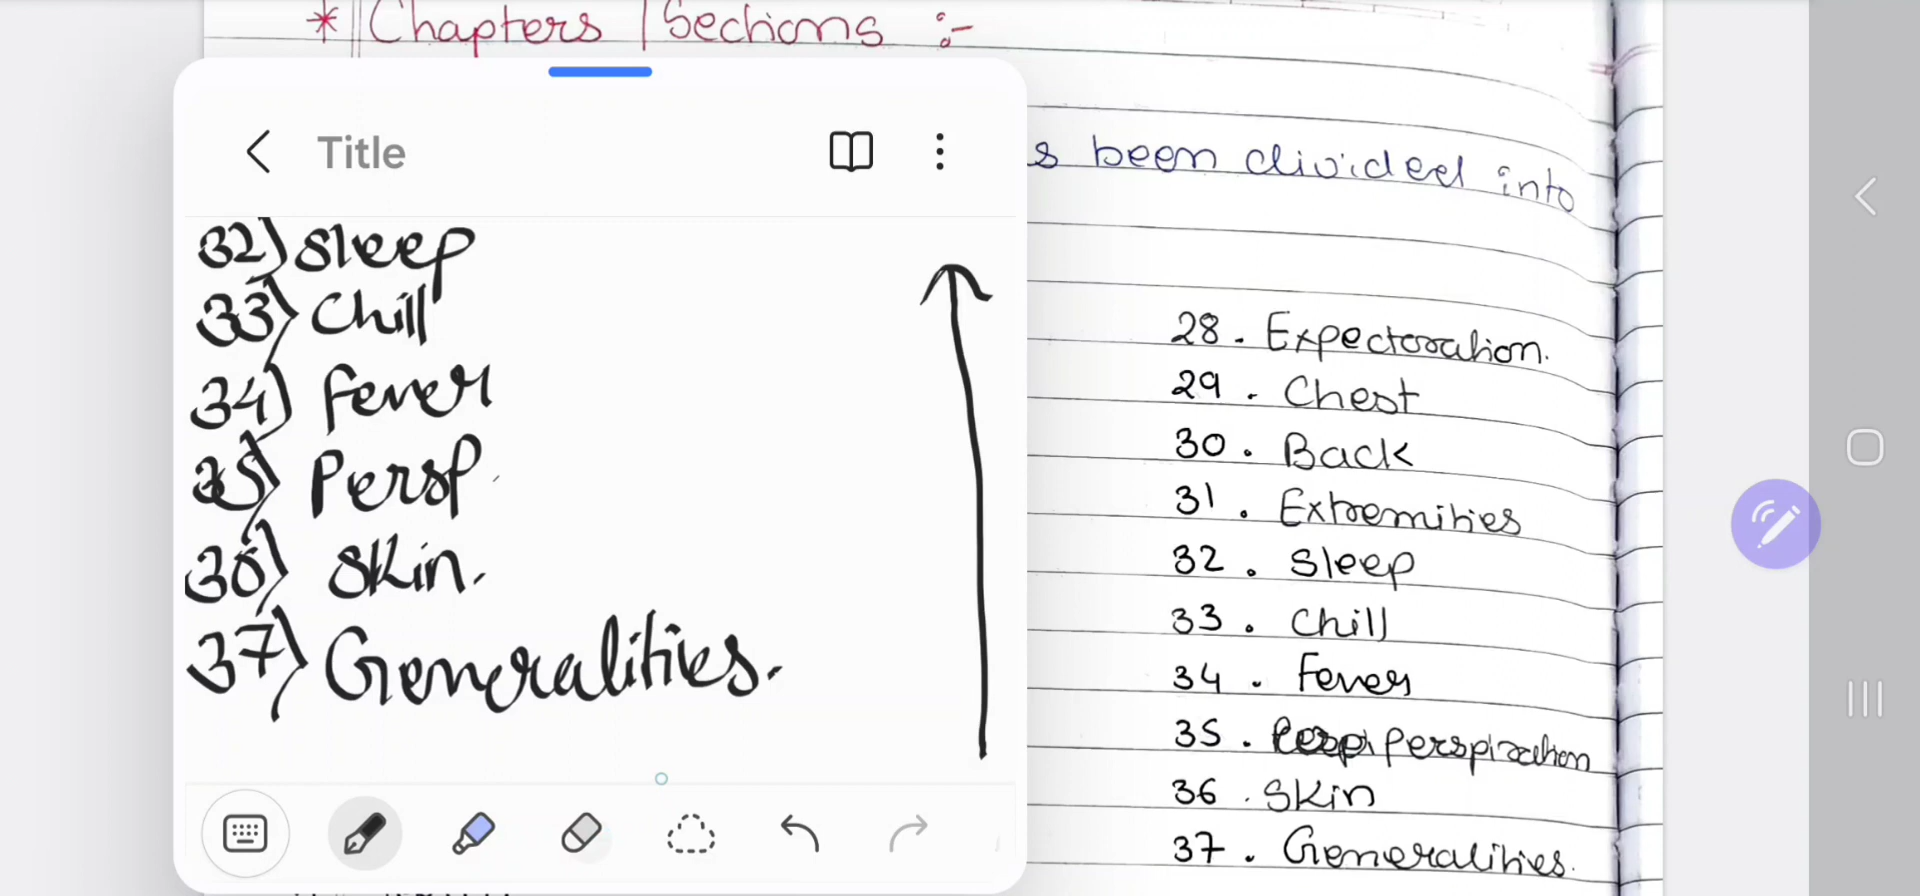 * Chapters | Sections :-
Title
s been divided into
32) Sleep
33) Chill
34) Fever
35) Persp.
36) Skin.
37) Generalities.
28. Expectoration.
29. Chest
30. Back
31. Extremities
32. Sleep
33. Chill
34. Fever
35. Perspiration
36. Skin
37. Generalities.